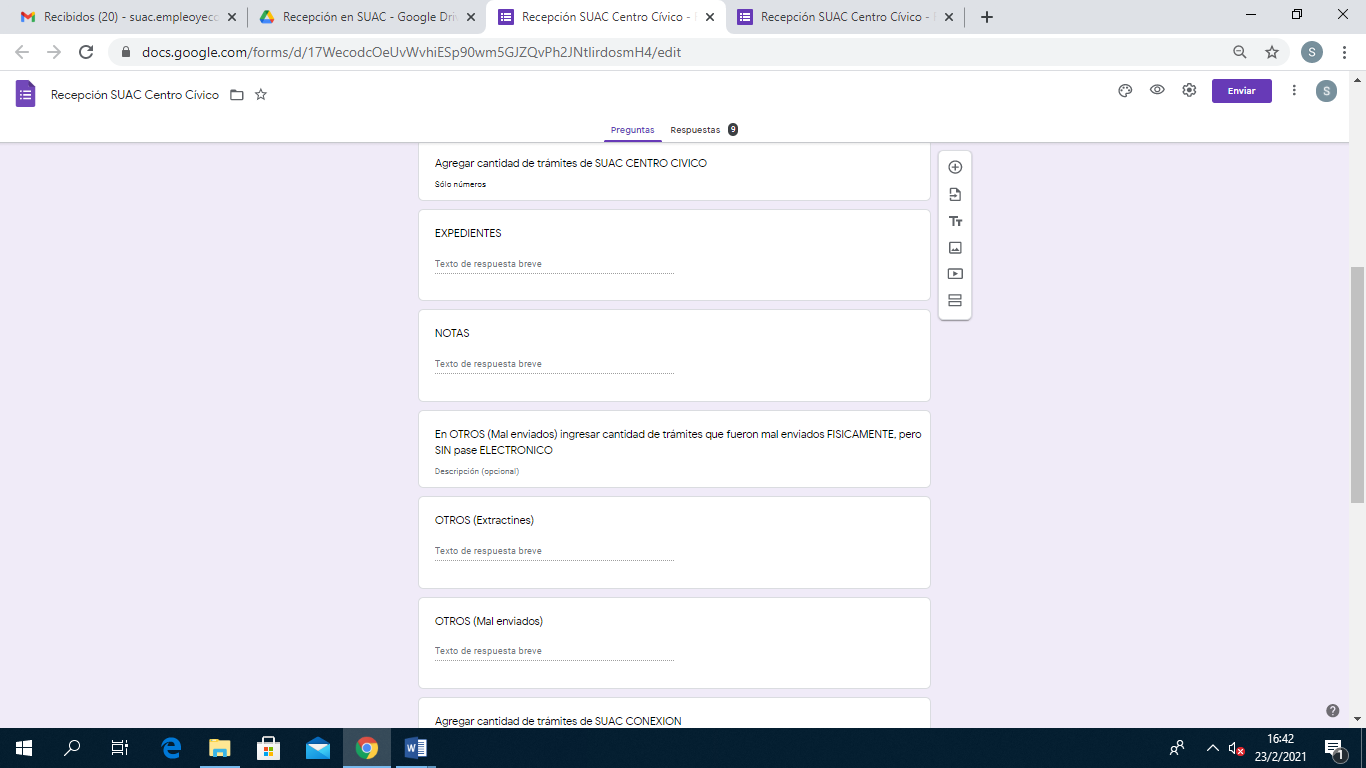 Recibidos (20) - suac.empleoyecc
Recepción en SUAC - Google Dri
Recepción SUAC Centro Cívico -
Recepción SUAC Centro Cívico -
docs.google.com/forms/d/17WecodcOeUvWvhiESp90wm5GJZQvPh2JNtlirdosmH4/edit
S
Recepción SUAC Centro Cívico
Enviar
S
Preguntas
Respuestas 9
Agregar cantidad de trámites de SUAC CENTRO CIVICO
Sólo números
EXPEDIENTES
Texto de respuesta breve
NOTAS
Texto de respuesta breve
En OTROS (Mal enviados) ingresar cantidad de trámites que fueron mal enviados FISICAMENTE, pero
SIN pase ELECTRONICO
Descripción (opcional)
OTROS (Extractines)
Texto de respuesta breve
OTROS (Mal enviados)
Texto de respuesta breve
Agregar cantidad de trámites de SUAC CONEXION
16:42
23/2/2021
1